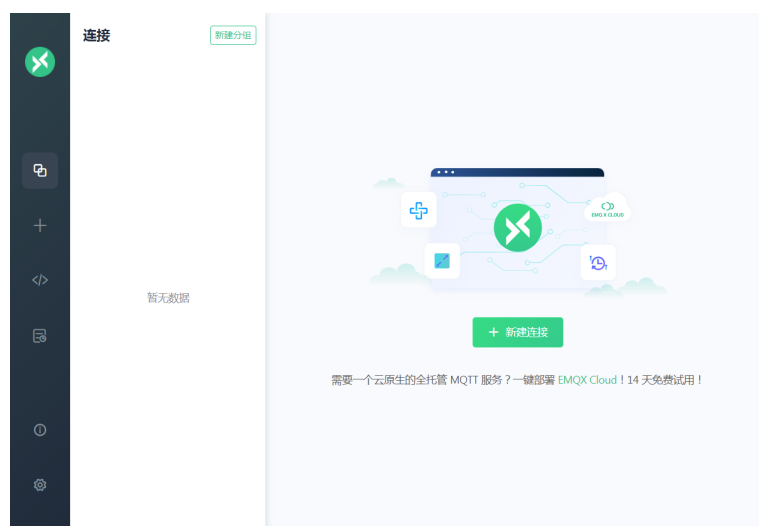 连接
新建分组
暂无数据
EMQ X CLOUD
+ 新建连接
需要一个云原生的全托管 MQTT 服务？一键部署 EMQX Cloud！14 天免费试用！